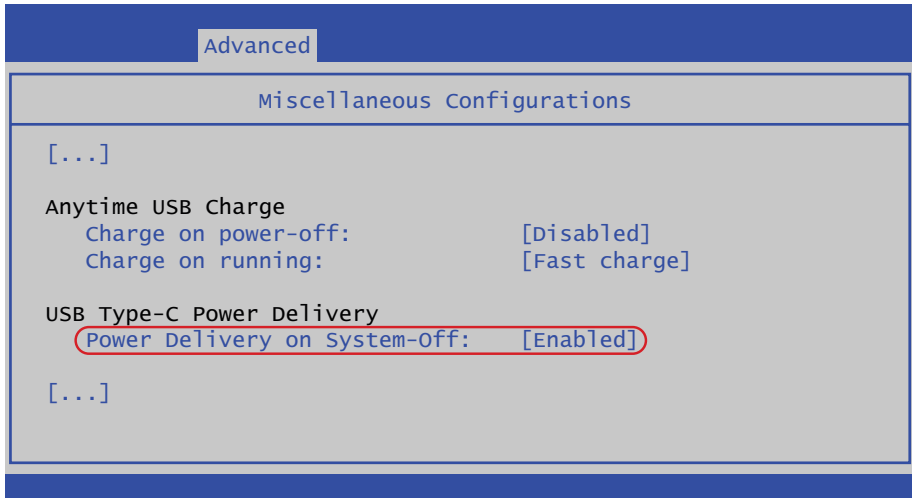 Advanced
Miscellaneous Configurations
[...]
Anytime USB Charge
Charge on power-off: [Disabled]
Charge on running: [Fast charge]
USB Type-C Power Delivery
Power Delivery on System-Off: [Enabled]
[...]